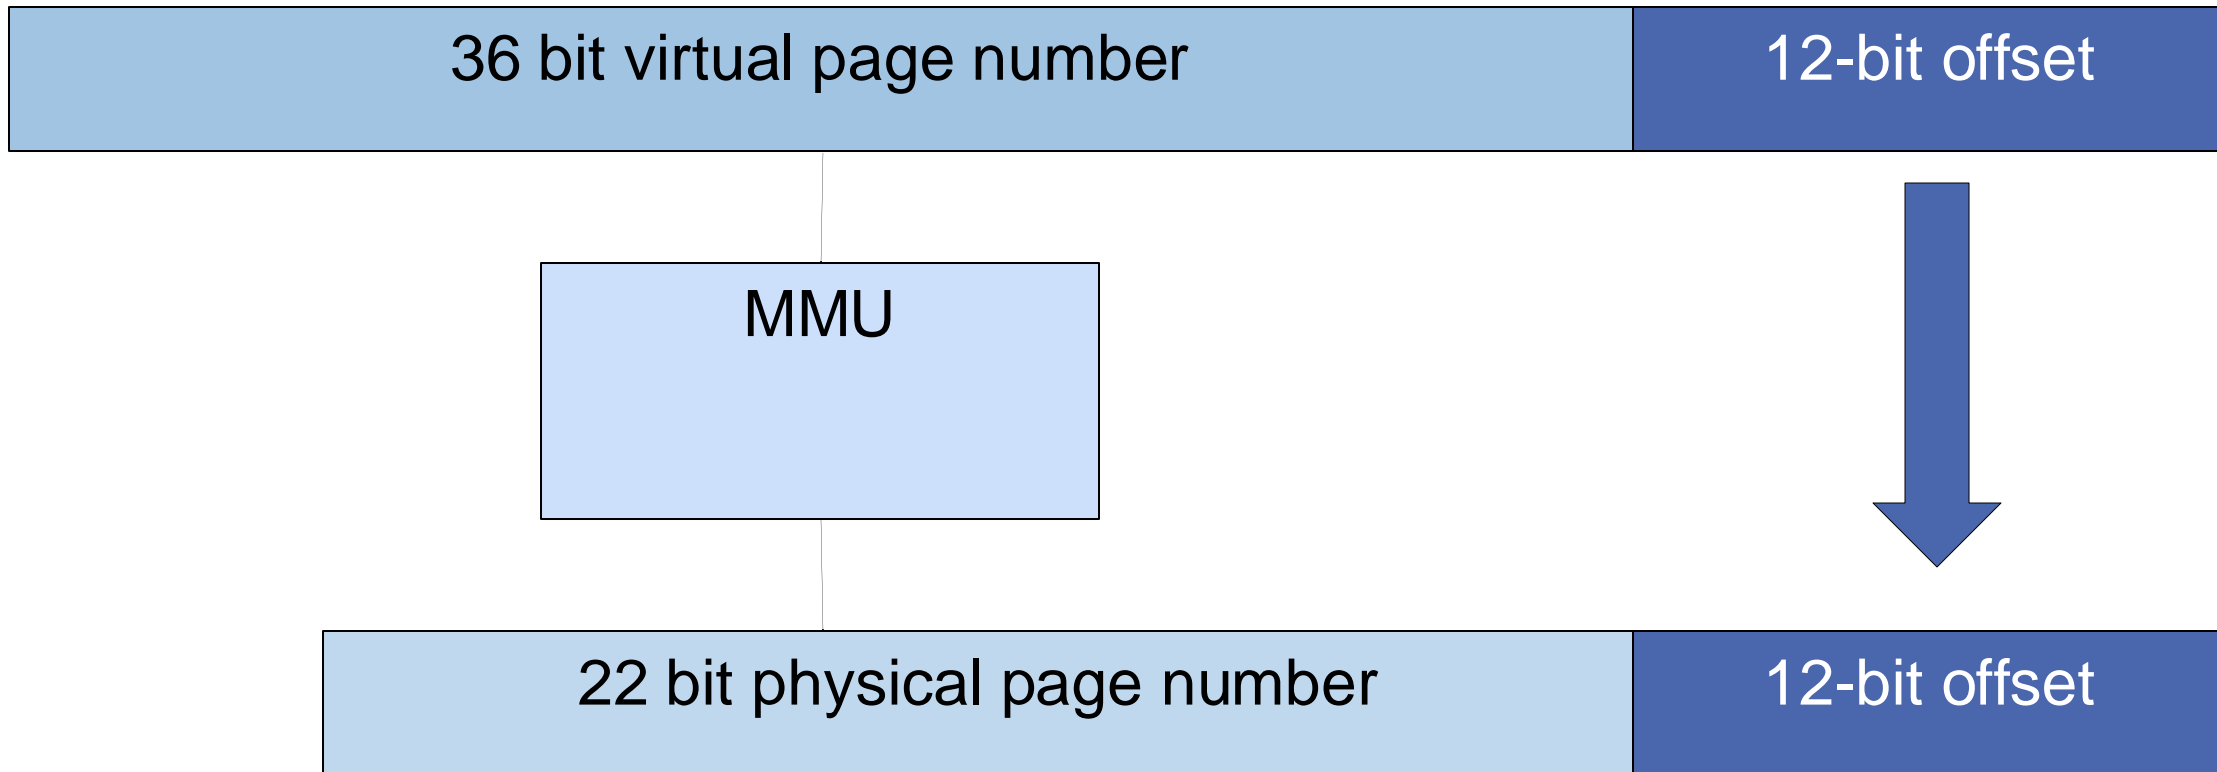 36 bit virtual page number
12-bit offset
MMU
22 bit physical page number
12-bit offset